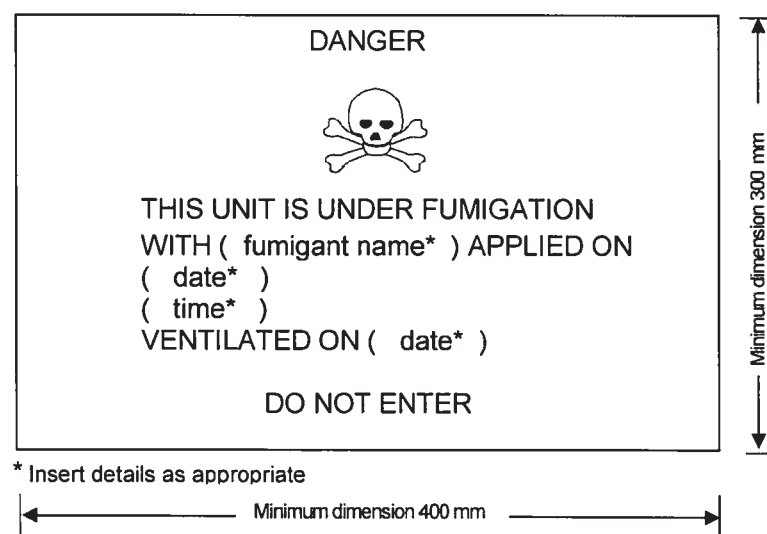 DANGER
THIS UNIT IS UNDER FUMIGATION
WITH ( fumigant name* ) APPLIED ON
( date* )
( time* )
VENTILATED ON ( date* )
DO NOT ENTER
* Insert details as appropriate
Minimum dimension 400 mm
Minimum dimension 300 mm